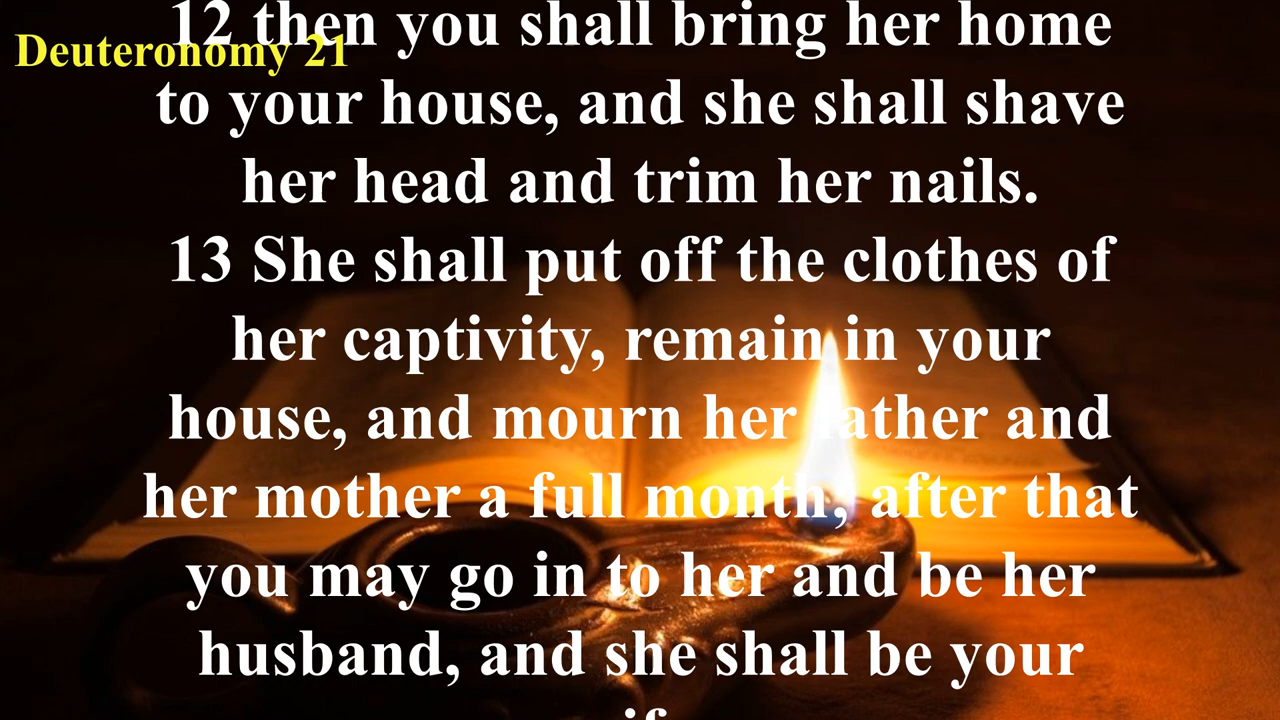 Deuteronomy 21
12 then you shall bring her home
to your house, and she shall shave
her head and trim her nails.
13 She shall put off the clothes of
her captivity, remain in your
house, and mourn her father and
her mother a full month; after that
you may go in to her and be her
husband, and she shall be your